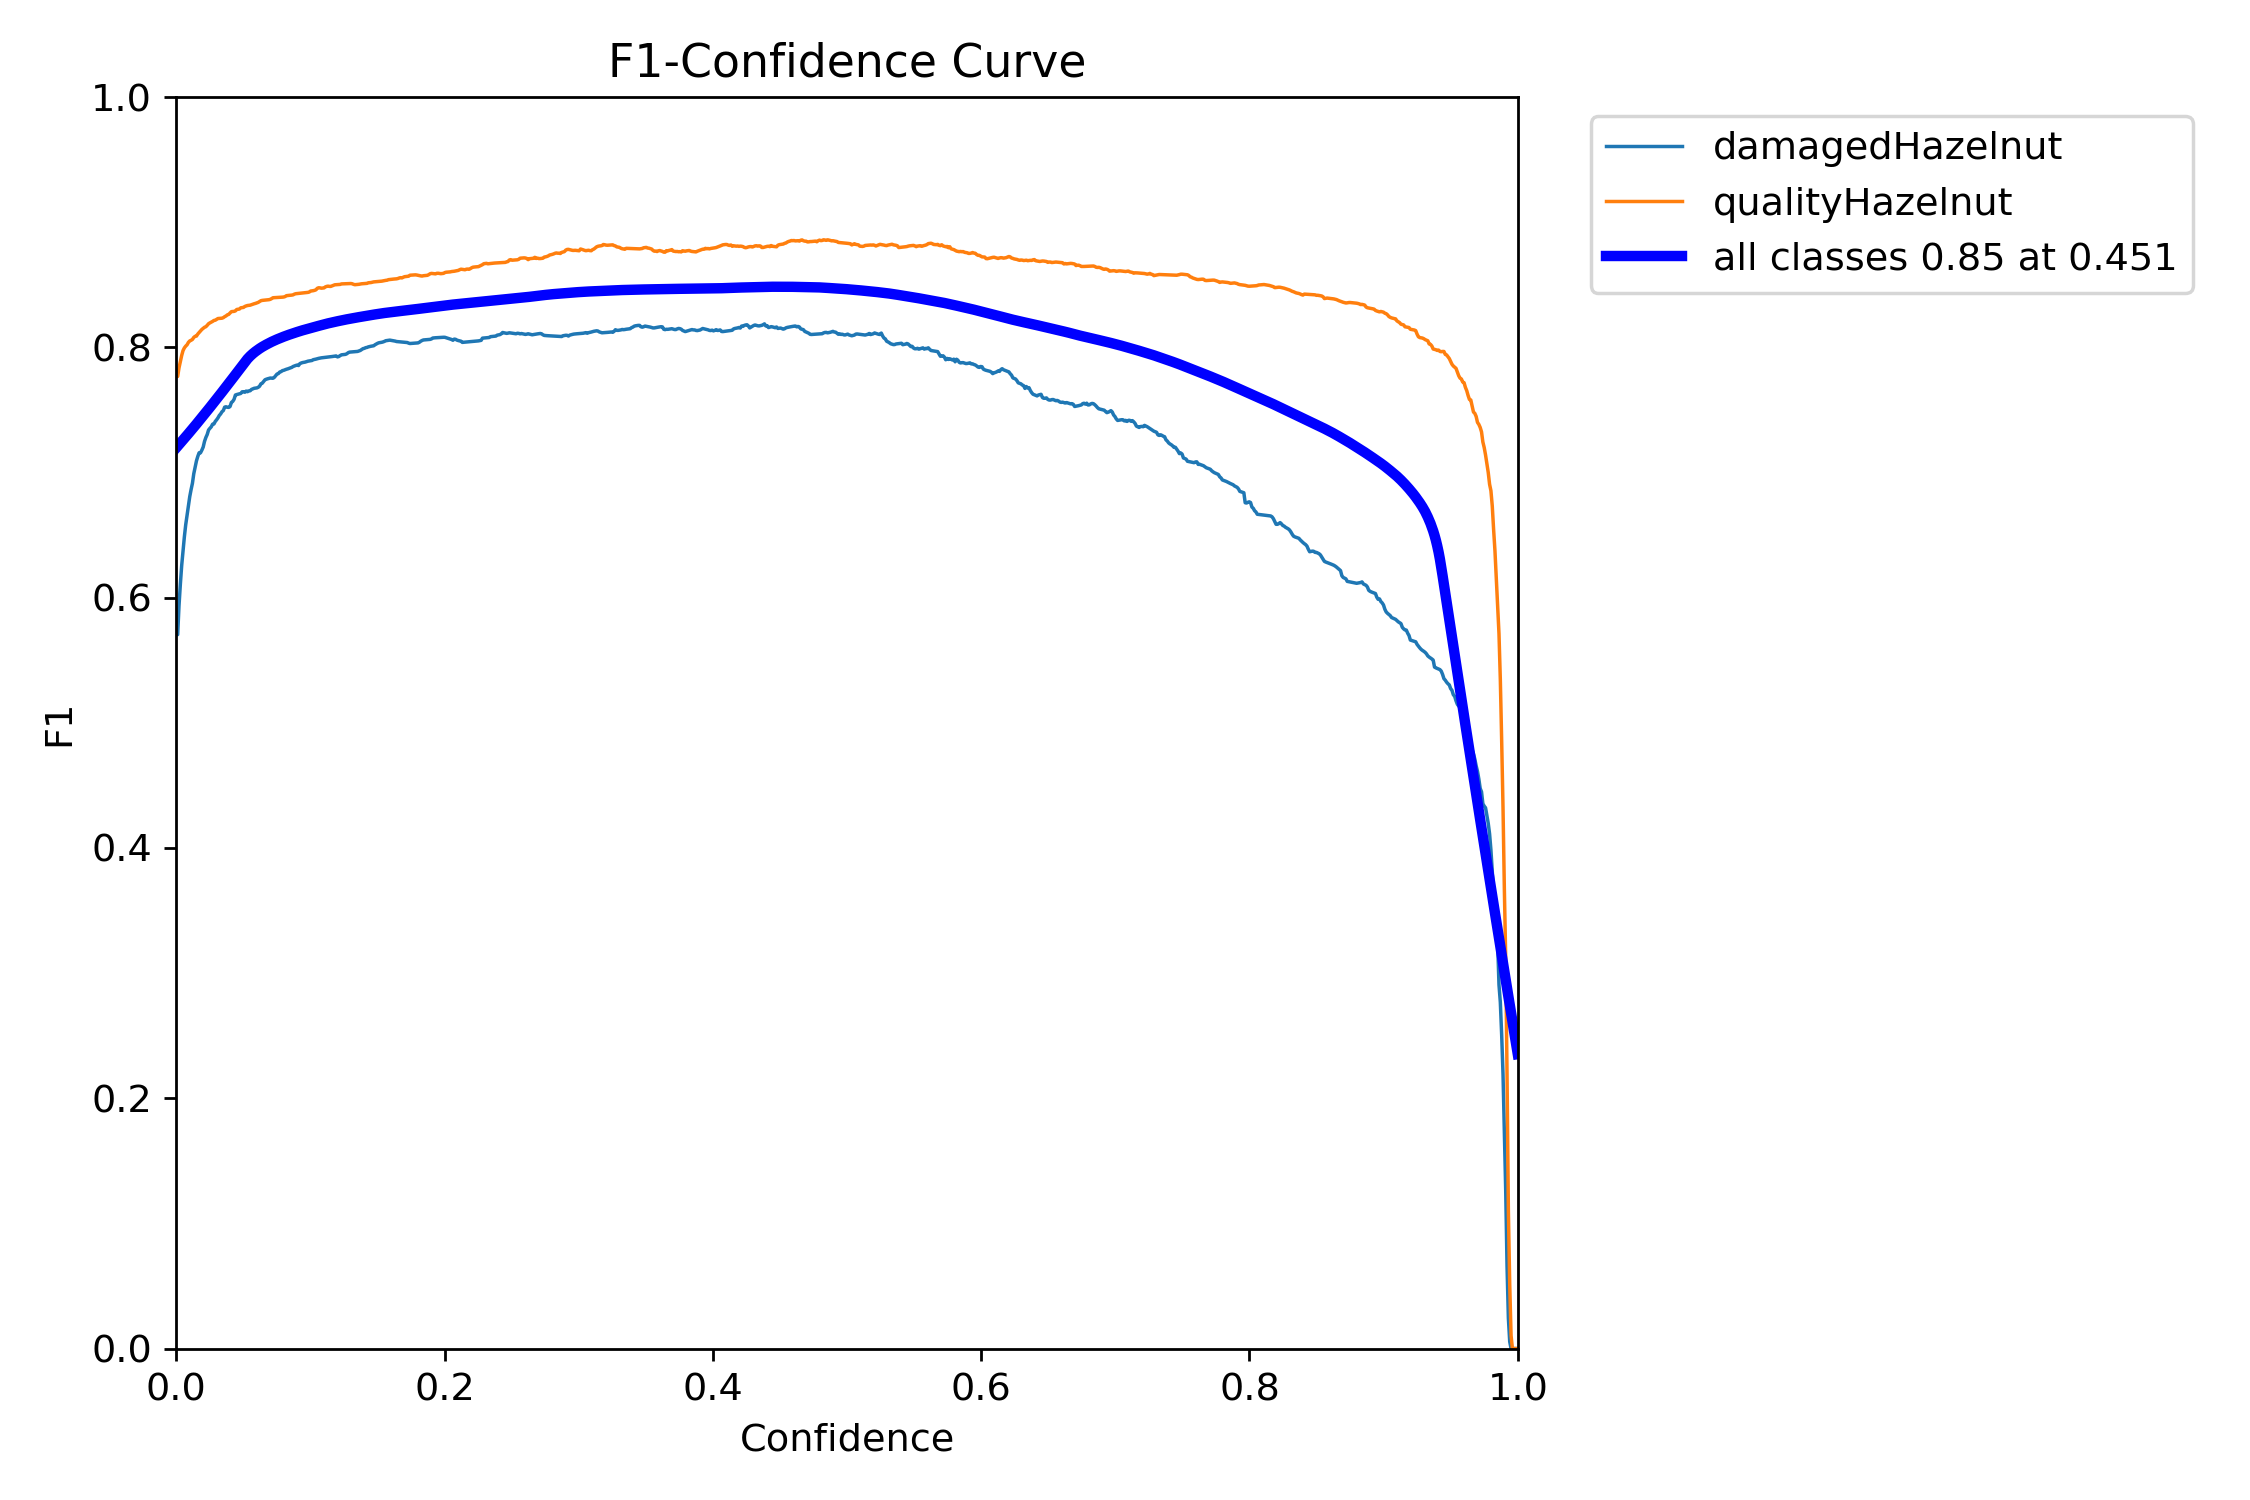 F1-Confidence Curve
1.0
0.8
0.6
0.4
0.2
0.0
F1
0.0 0.2 0.4 0.6 0.8 1.0
Confidence
damagedHazelnut
qualityHazelnut
all classes 0.85 at 0.451